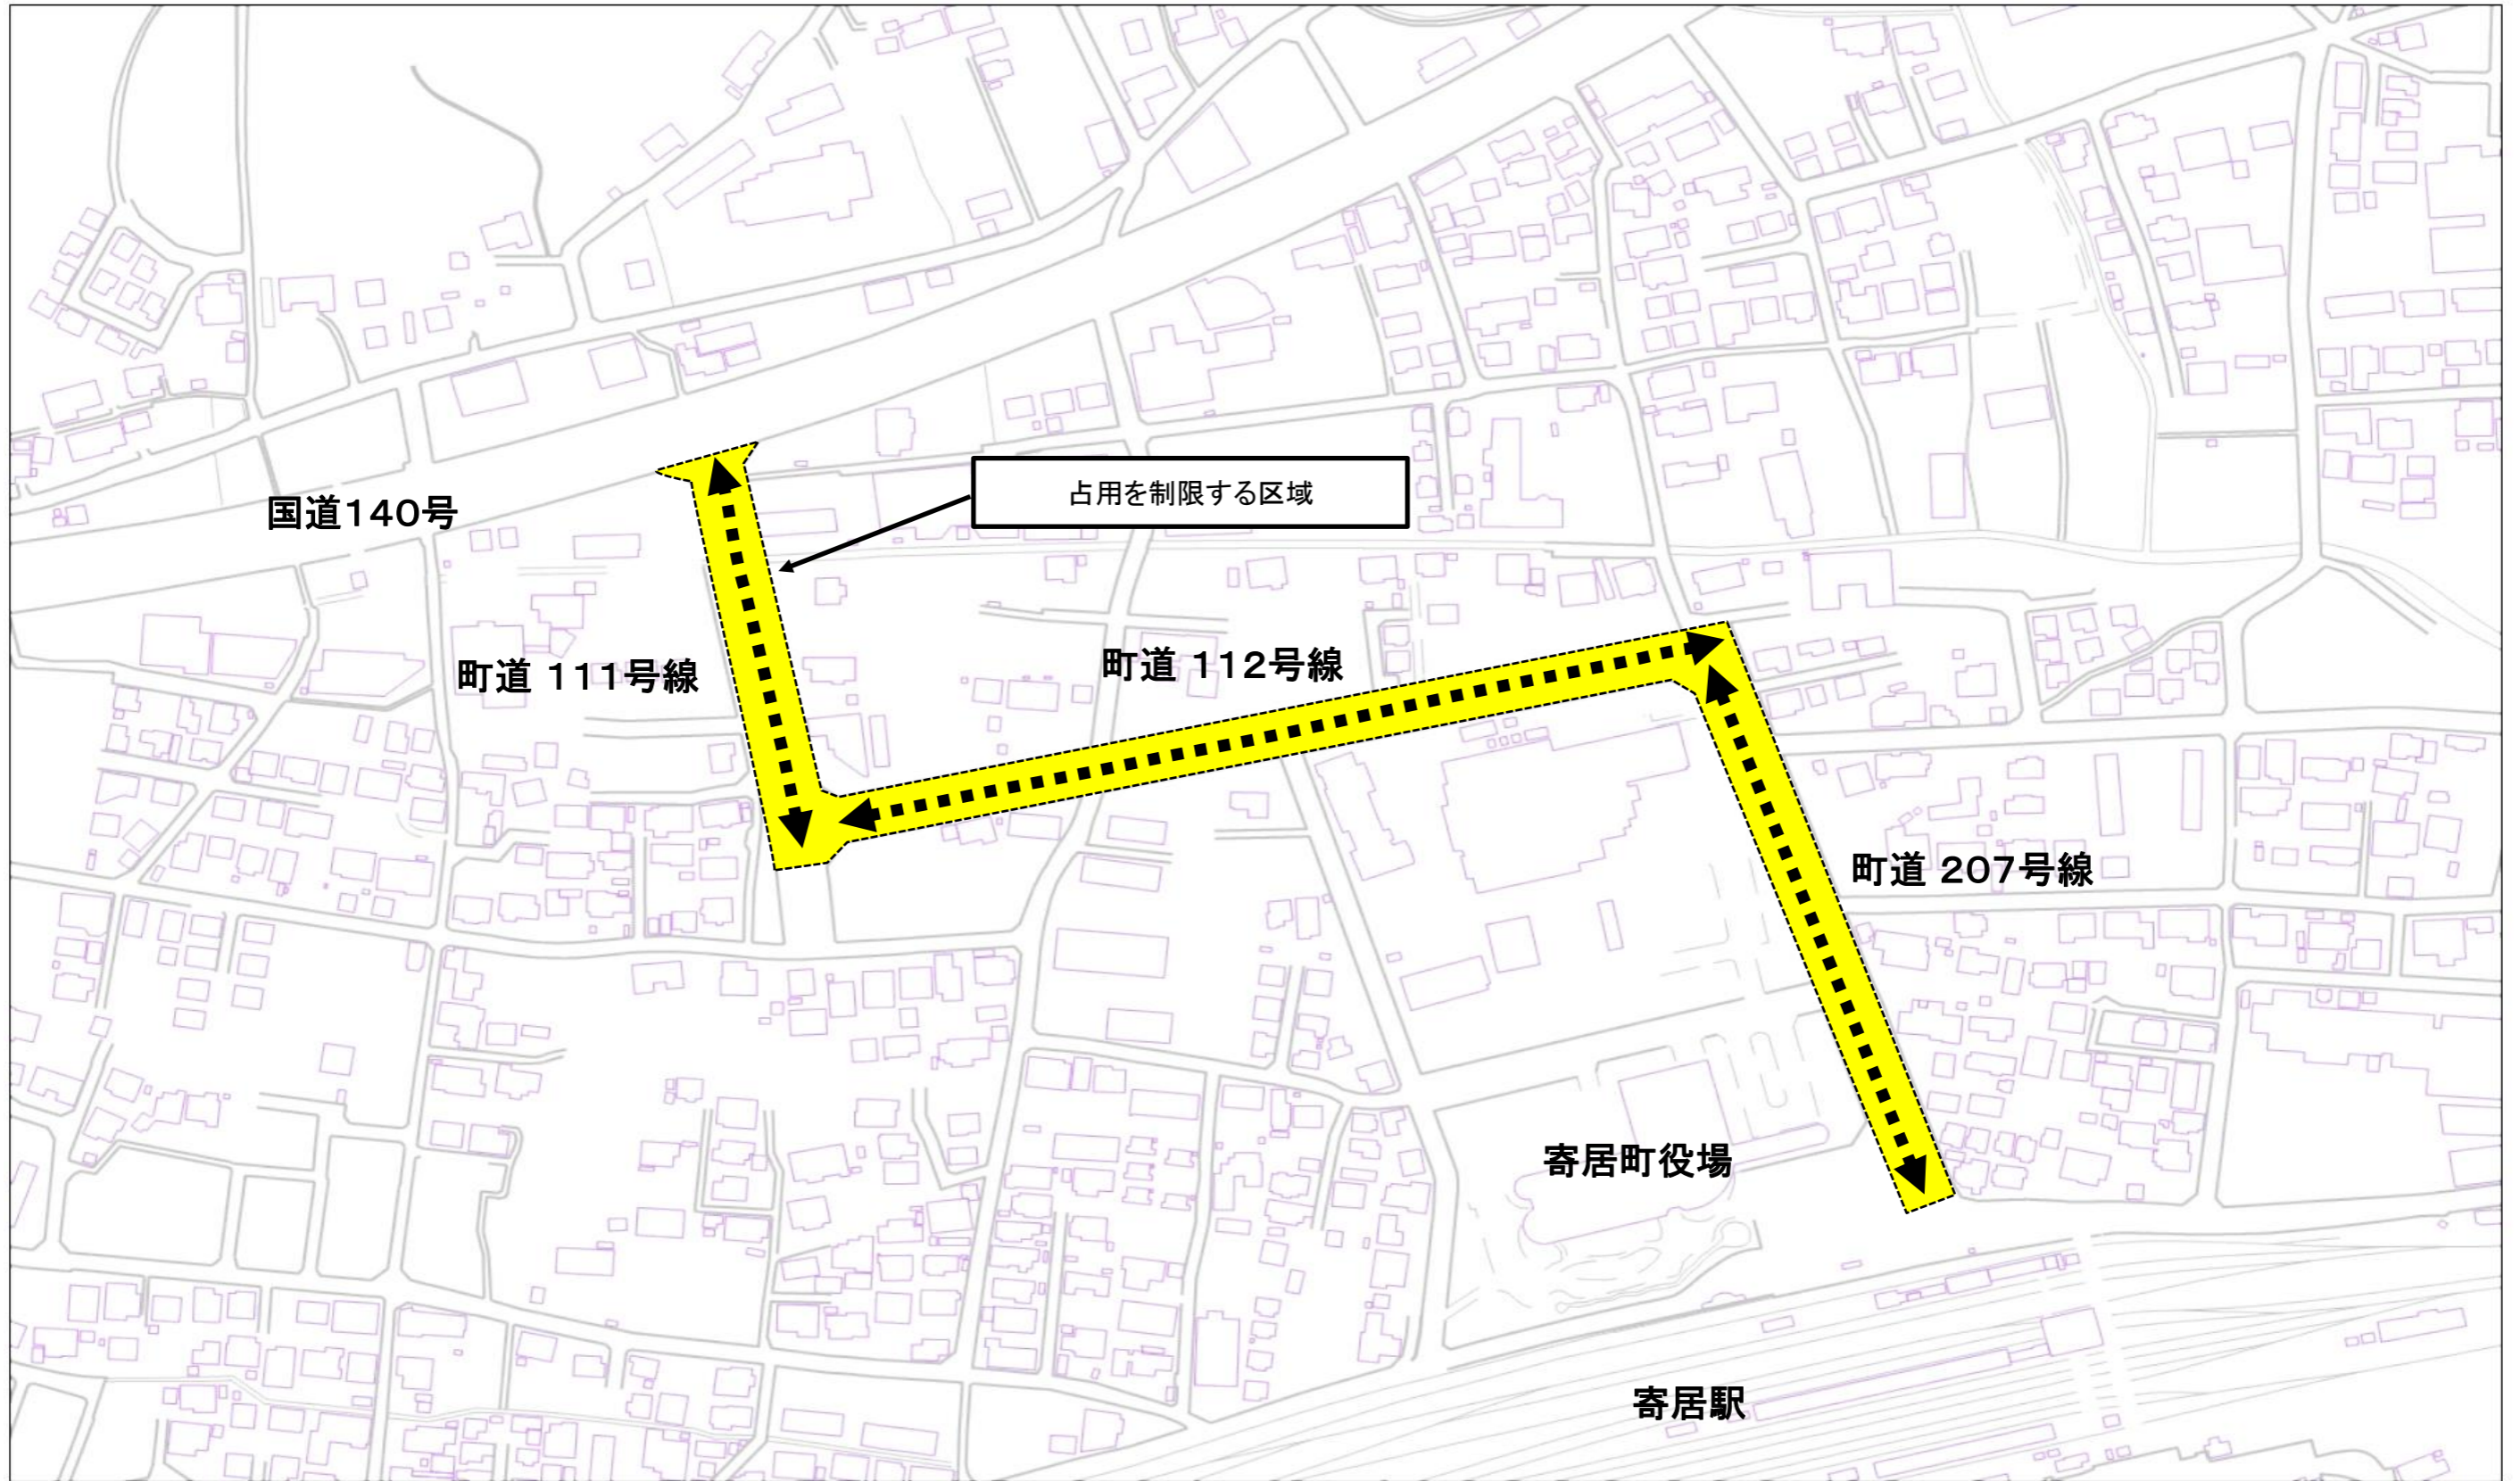 占用を制限する区域
国道140号
町道 111号線
町道 112号線
町道 207号線
寄居町役場
寄居駅